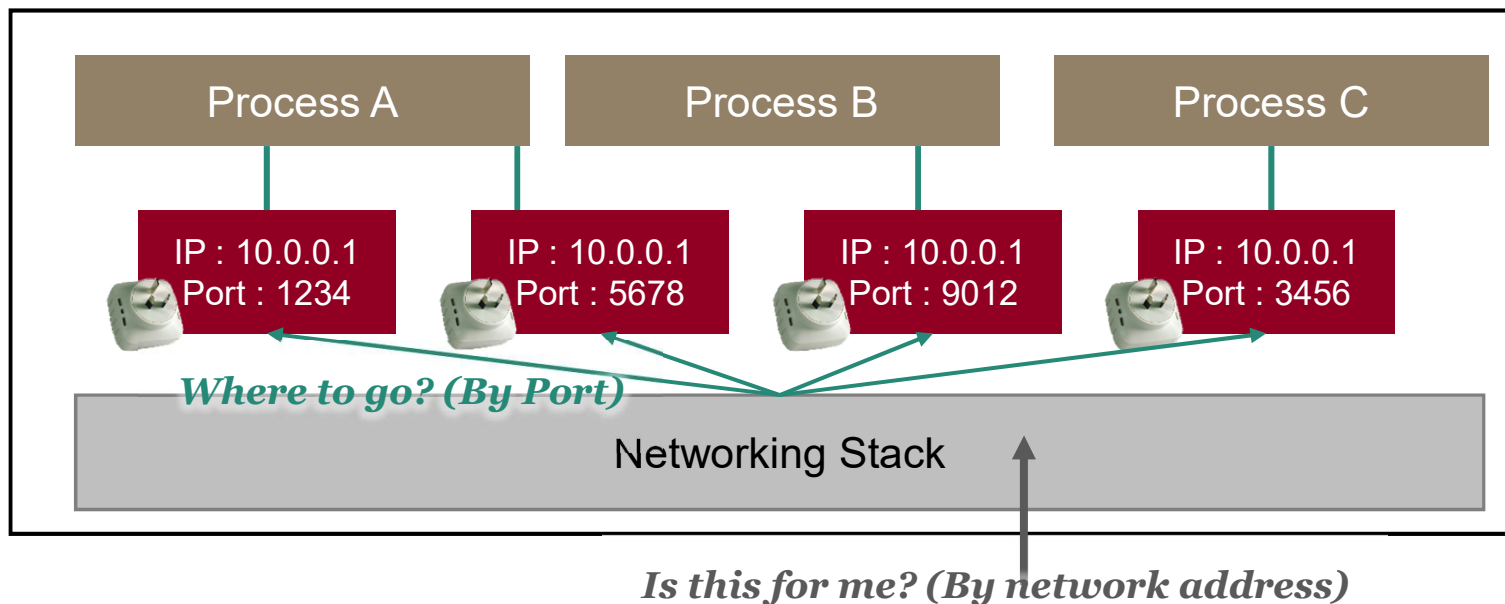 Process A
Process B
Process C
IP : 10.0.0.1
Port : 1234
IP : 10.0.0.1
Port : 5678
IP : 10.0.0.1
Port : 9012
IP : 10.0.0.1
Port : 3456
Where to go? (By Port)
Networking Stack
Is this for me? (By network address)